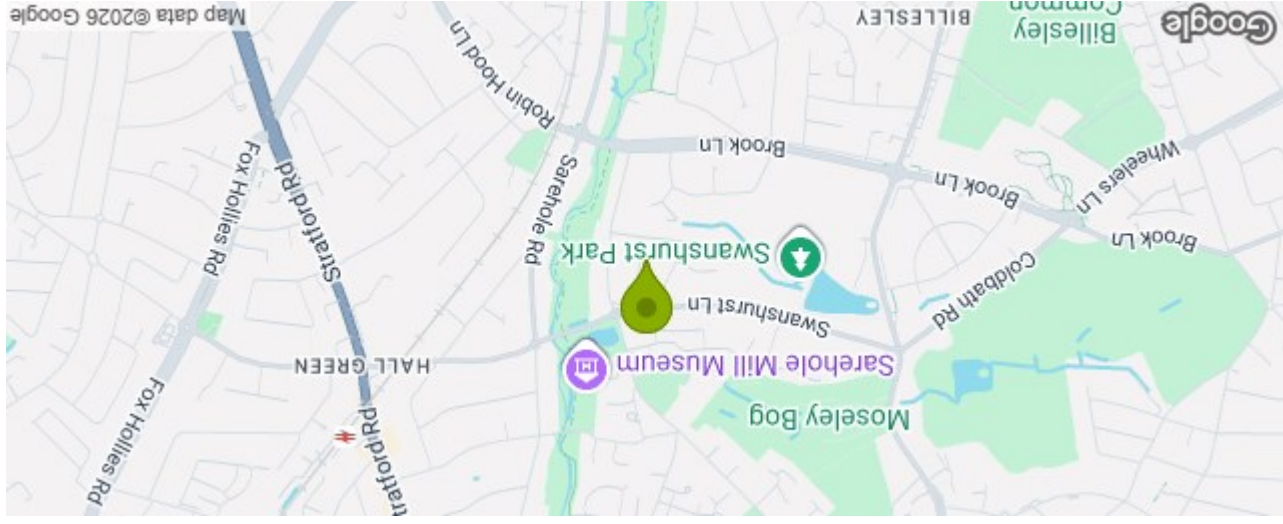 Moseley Bog
Sarehole Mill Museum
tratford Rd
Fox Hollies Rd
HALL GREEN
Swanshurst Ln
Coldbath Rd
Swanshurst Park
Brook Ln
Sarehole Rd
Stratford Rd
Fox Hollies Rd
Brook Ln
Wheelers Ln
Brook Ln
Robin Hood Ln
Billesley
Common
BILLESLEY
Google
Map data ©2026 Google